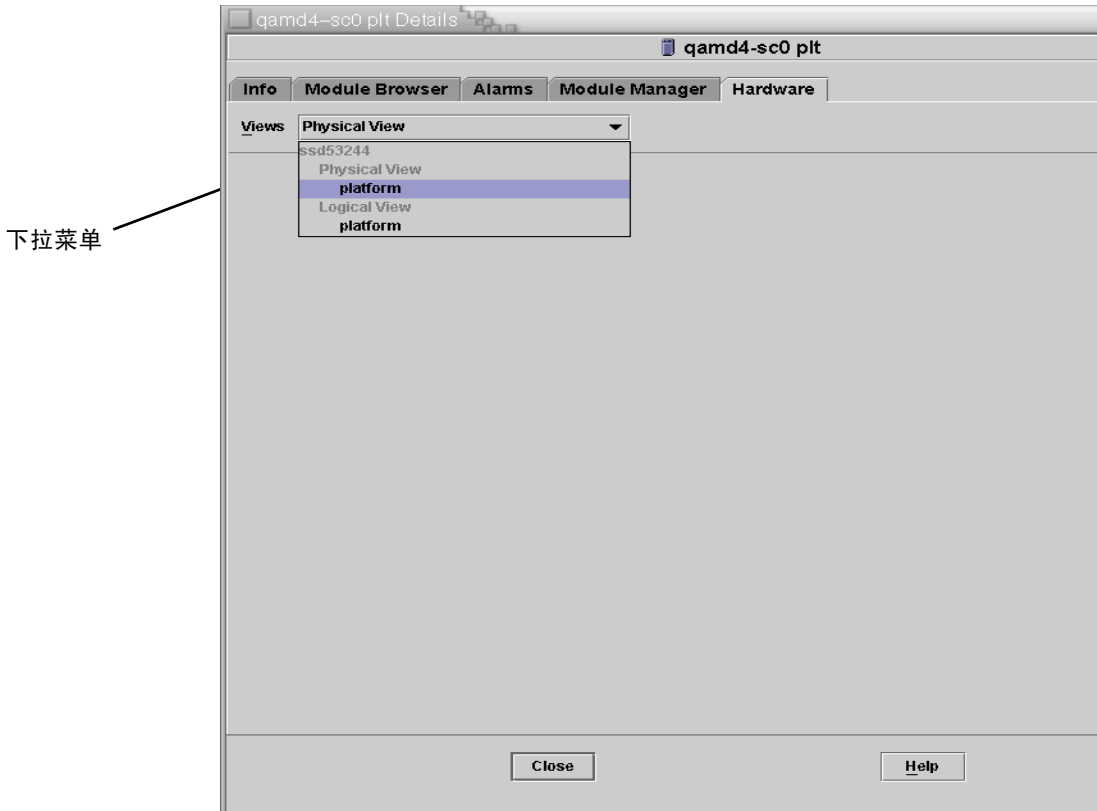 qamd4-sc0 plt Details
qamd4-sc0 plt
Info Module Browser Alarms Module Manager Hardware
Views Physical View
ssd53244
Physical View
platform
Logical View
platform
下拉菜单
Close Help